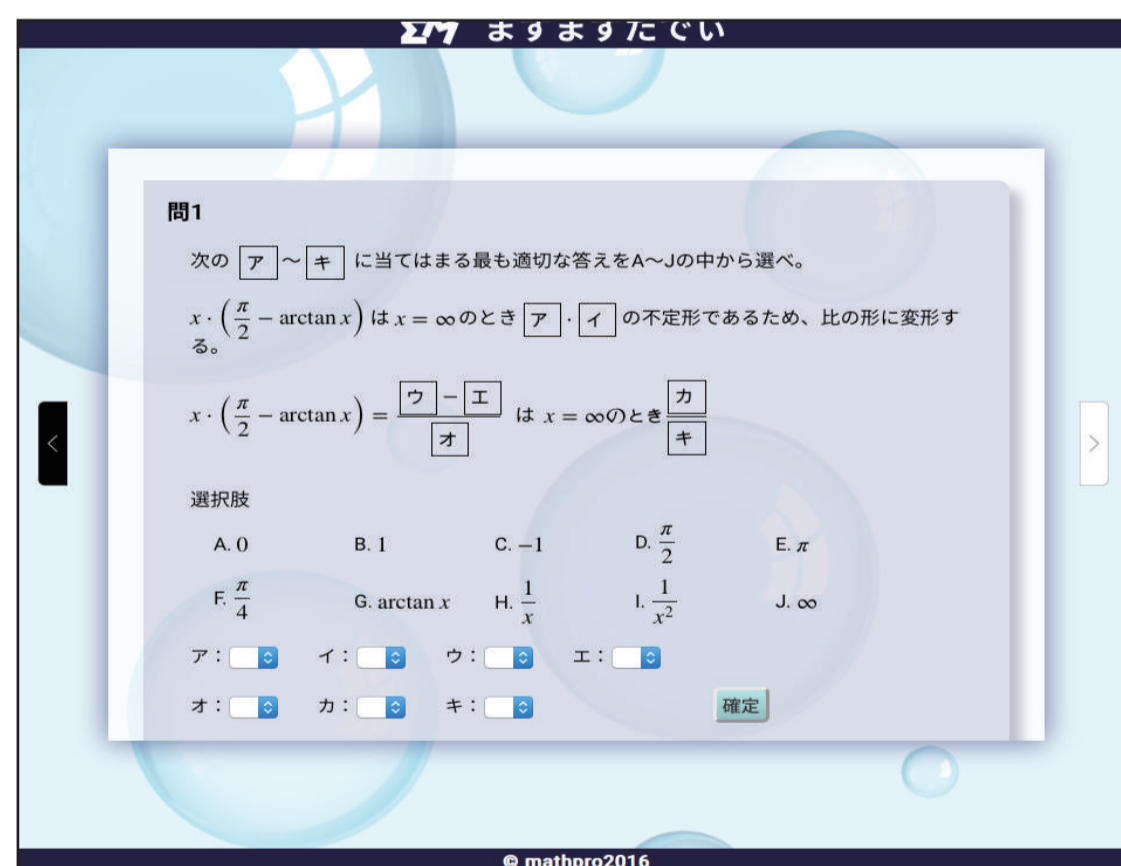 ΣM ますますたでぃ
問1
次の ア ～ キ に当てはまる最も適切な答えをA～Jの中から選べ。
x · (π/2 − arctan x) は x = ∞ のとき ア · イ の不定形であるため、比の形に変形す
る。
x · (π/2 − arctan x) = (ウ − エ)/オ は x = ∞のとき カ/キ
選択肢
A. 0 B. 1 C. −1 D. π/2 E. π
F. π/4 G. arctan x H. 1/x I. 1/x² J. ∞
ア： イ： ウ： エ：
オ： カ： キ： 確定
© mathpro2016